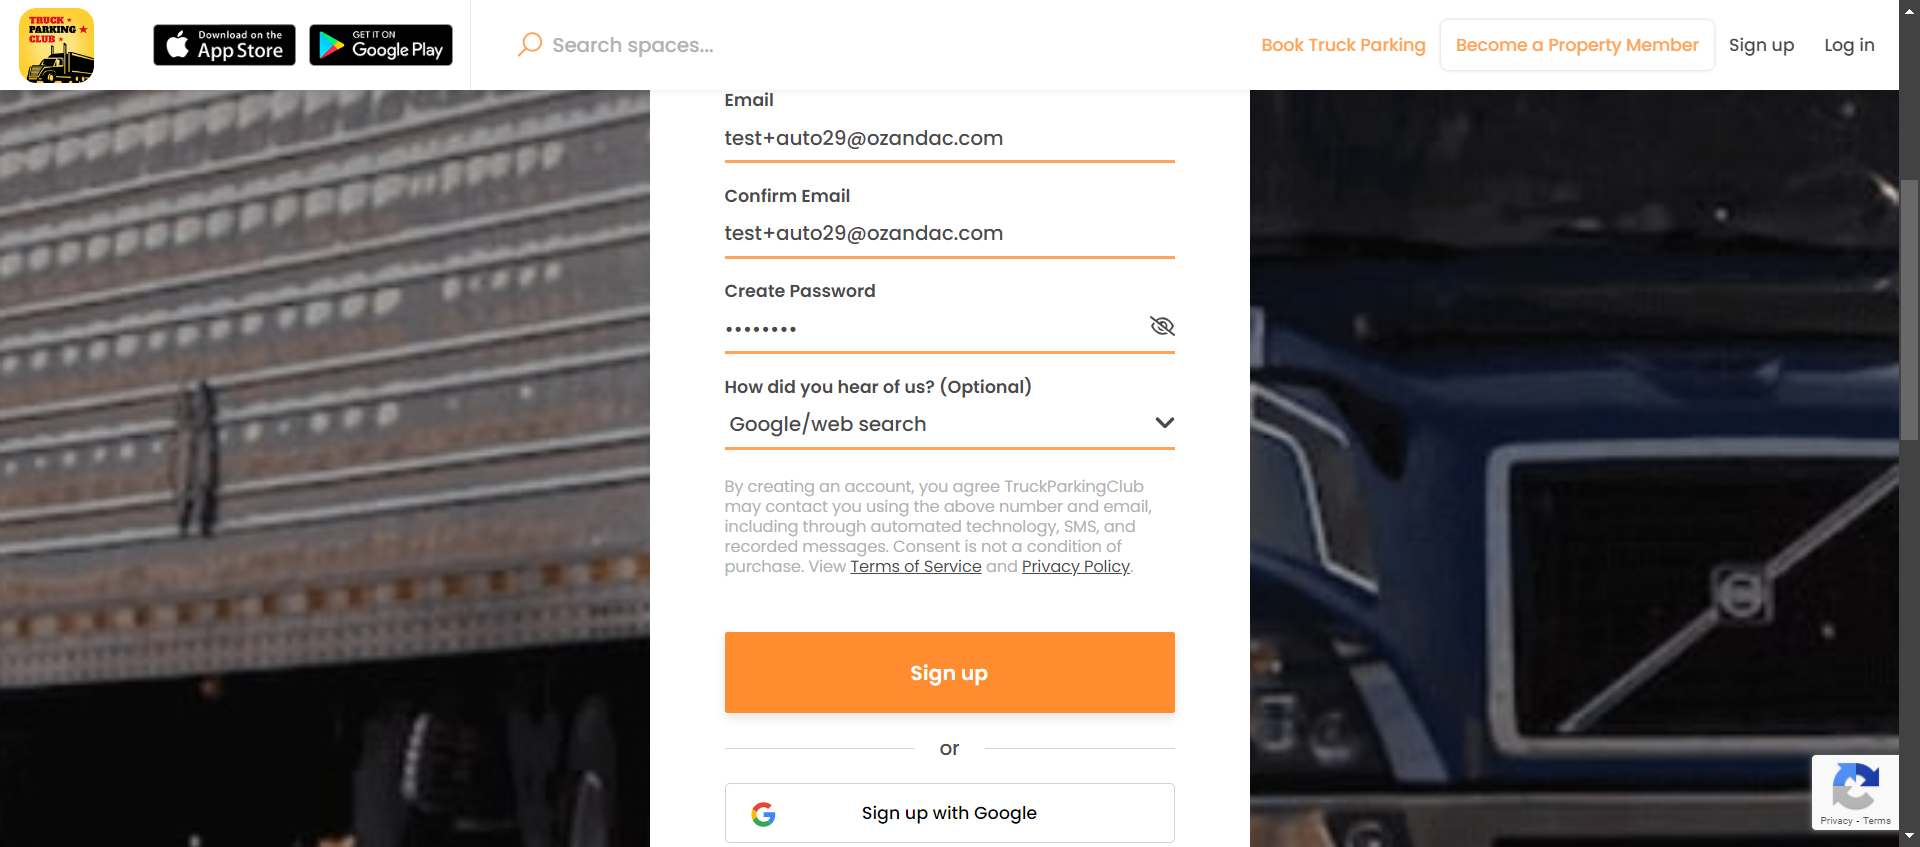 TRUCK
PARKING
CLUB
Download on the
App Store
GET IT ON
Google Play
Search spaces...
Book Truck Parking
Become a Property Member
Sign up
Log in
Email
test+auto29@ozandac.com
Confirm Email
test+auto29@ozandac.com
Create Password
••••••••
How did you hear of us? (Optional)
Google/web search
By creating an account, you agree TruckParkingClub
may contact you using the above number and email,
including through automated technology, SMS, and
recorded messages. Consent is not a condition of
purchase. View Terms of Service and Privacy Policy.
Sign up
or
Sign up with Google
Privacy - Terms